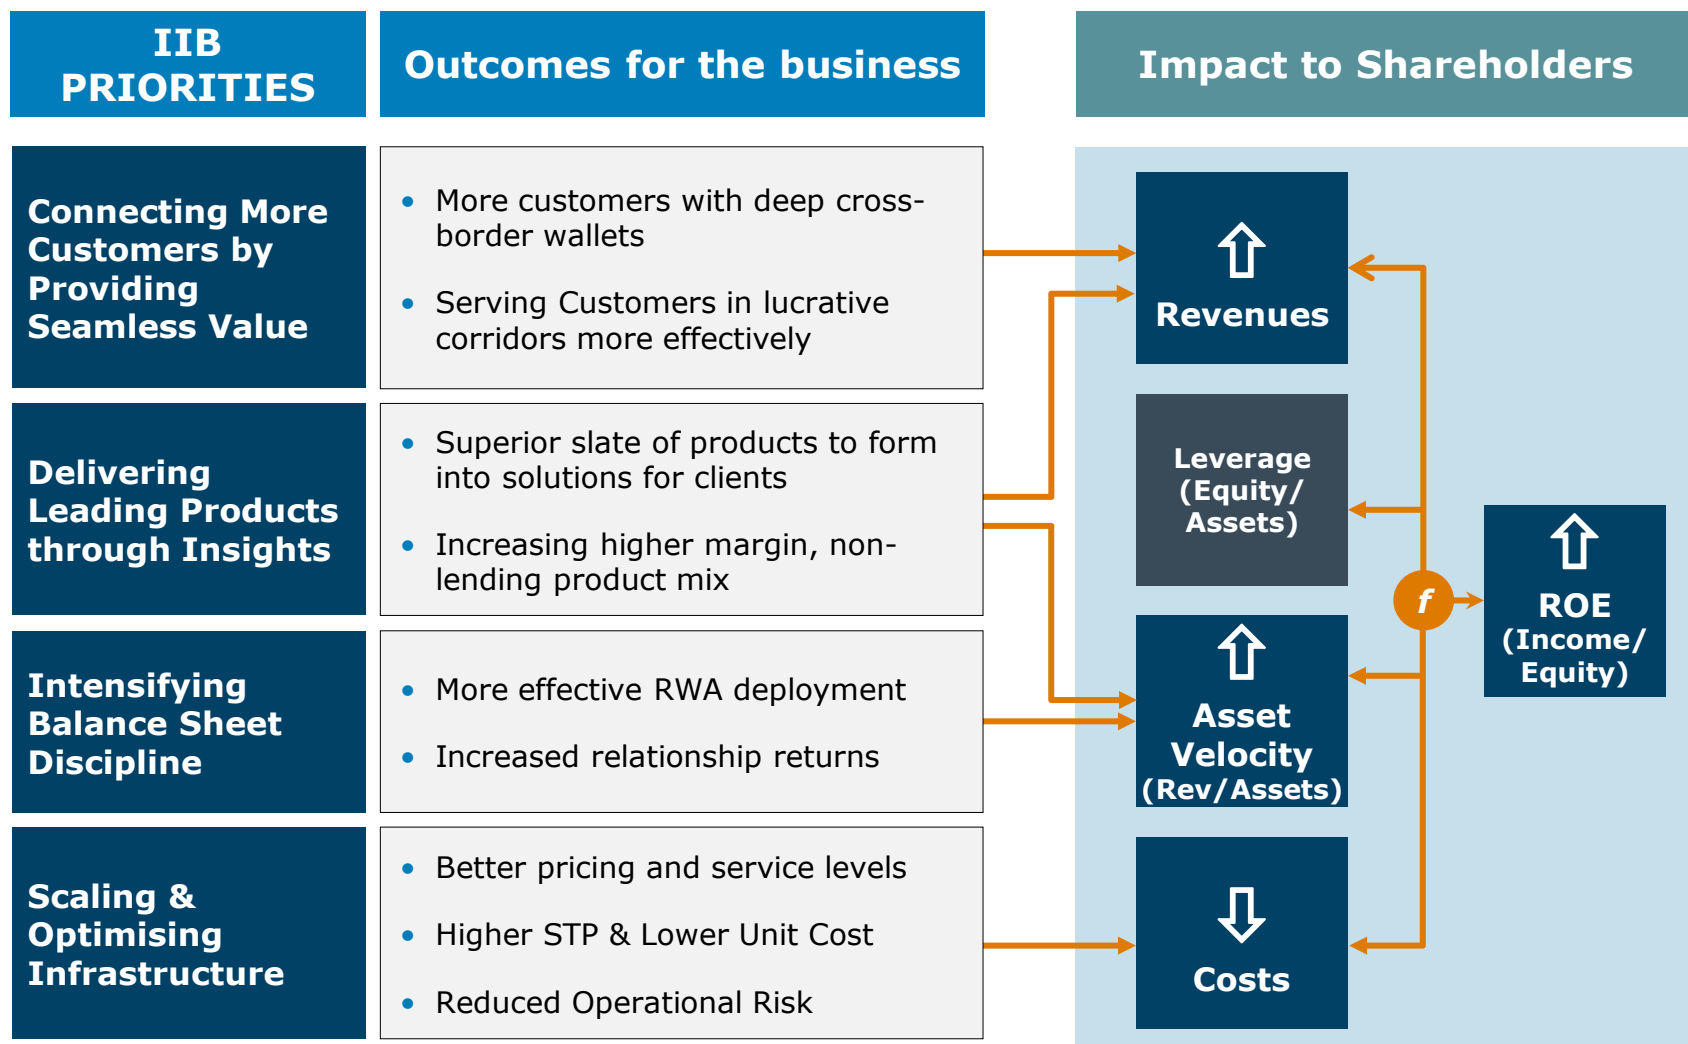 IIB
PRIORITIES
Outcomes for the business
Impact to Shareholders
Connecting More
Customers by
Providing
Seamless Value
• More customers with deep cross-
border wallets
• Serving Customers in lucrative
corridors more effectively
Delivering
Leading Products
through Insights
• Superior slate of products to form
into solutions for clients
• Increasing higher margin, non-
lending product mix
Intensifying
Balance Sheet
Discipline
• More effective RWA deployment
• Increased relationship returns
Scaling &
Optimising
Infrastructure
• Better pricing and service levels
• Higher STP & Lower Unit Cost
• Reduced Operational Risk
Revenues
Leverage
(Equity/
Assets)
Asset
Velocity
(Rev/Assets)
Costs
f
ROE
(Income/
Equity)